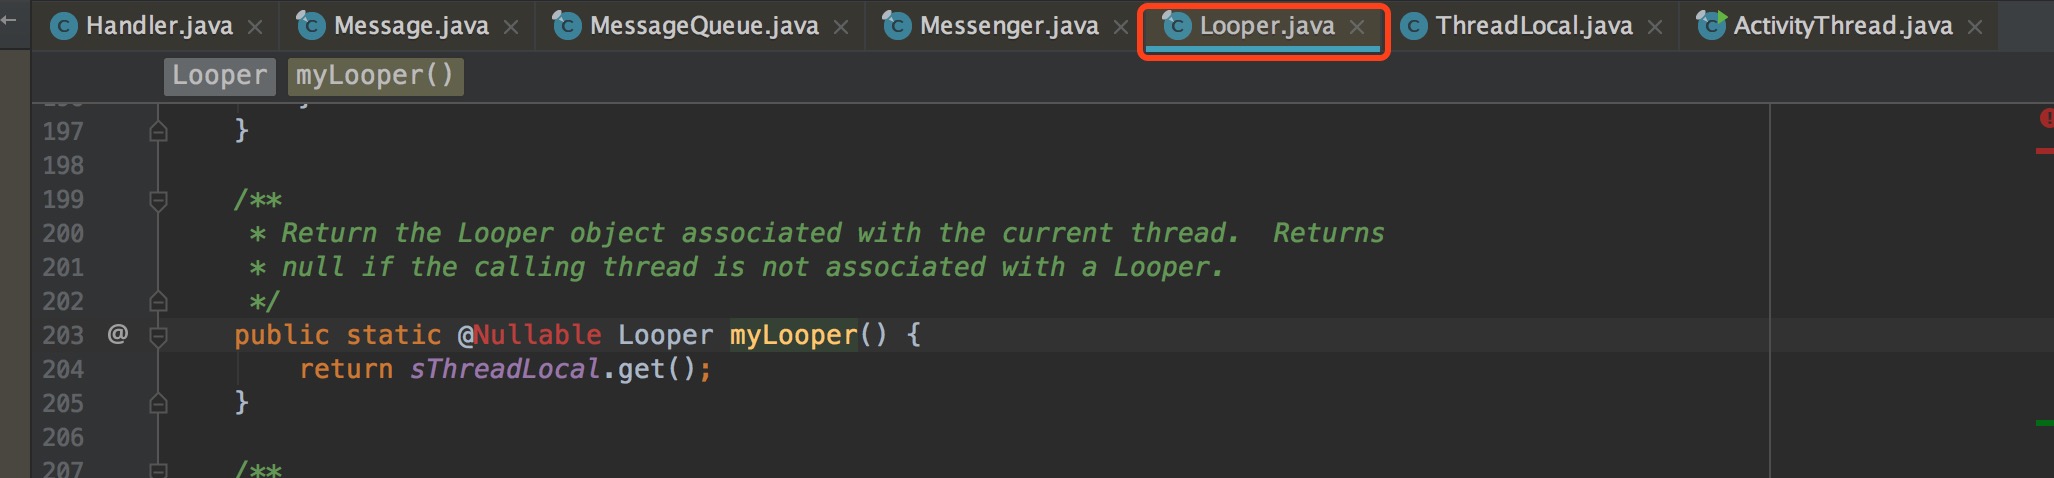 Handler.java Message.java MessageQueue.java Messenger.java Looper.java ThreadLocal.java ActivityThread.java
Looper myLooper()
197 }
198
199 /**
200 * Return the Looper object associated with the current thread.  Returns
201 * null if the calling thread is not associated with a Looper.
202 */
203 @ public static @Nullable Looper myLooper() {
204 return sThreadLocal.get();
205 }
206
207 /**